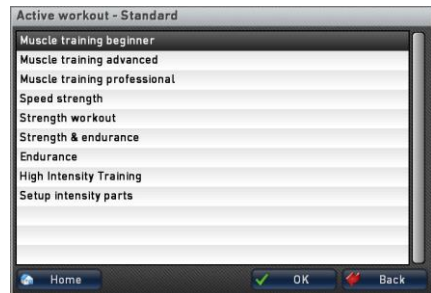 Active workout - Standard
Muscle training beginner
Muscle training advanced
Muscle training professional
Speed strength
Strength workout
Strength & endurance
Endurance
High Intensity Training
Setup intensity parts
Home
OK
Back